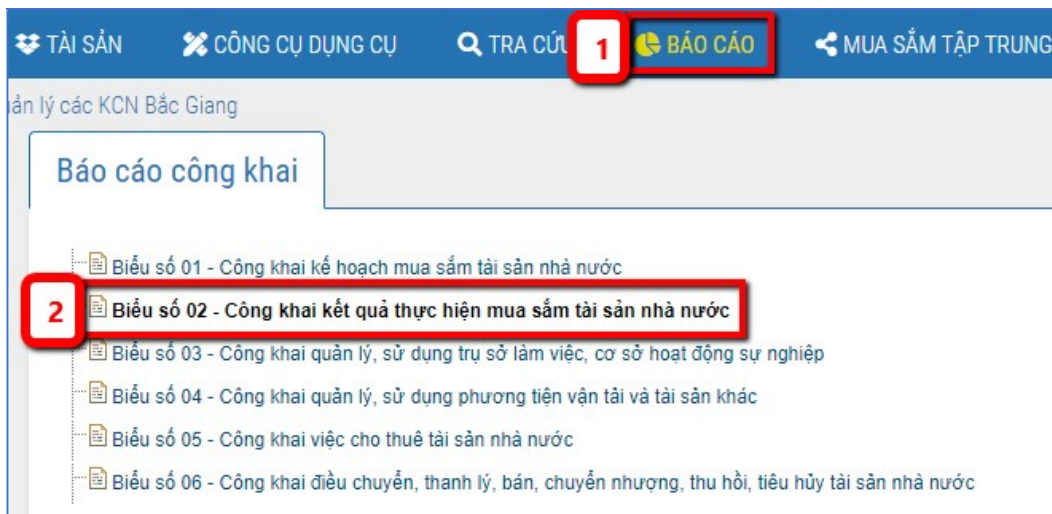 TÀI SẢN CÔNG CỤ DỤNG CỤ TRA CỨU 1 BÁO CÁO MUA SẮM TẬP TRUNG
lý các KCN Bắc Giang
Báo cáo công khai
Biểu số 01 - Công khai kế hoạch mua sắm tài sản nhà nước
2 Biểu số 02 - Công khai kết quả thực hiện mua sắm tài sản nhà nước
Biểu số 03 - Công khai quản lý, sử dụng trụ sở làm việc, cơ sở hoạt động sự nghiệp
Biểu số 04 - Công khai quản lý, sử dụng phương tiện vận tải và tài sản khác
Biểu số 05 - Công khai việc cho thuê tài sản nhà nước
Biểu số 06 - Công khai điều chuyển, thanh lý, bán, chuyển nhượng, thu hồi, tiêu hủy tài sản nhà nước